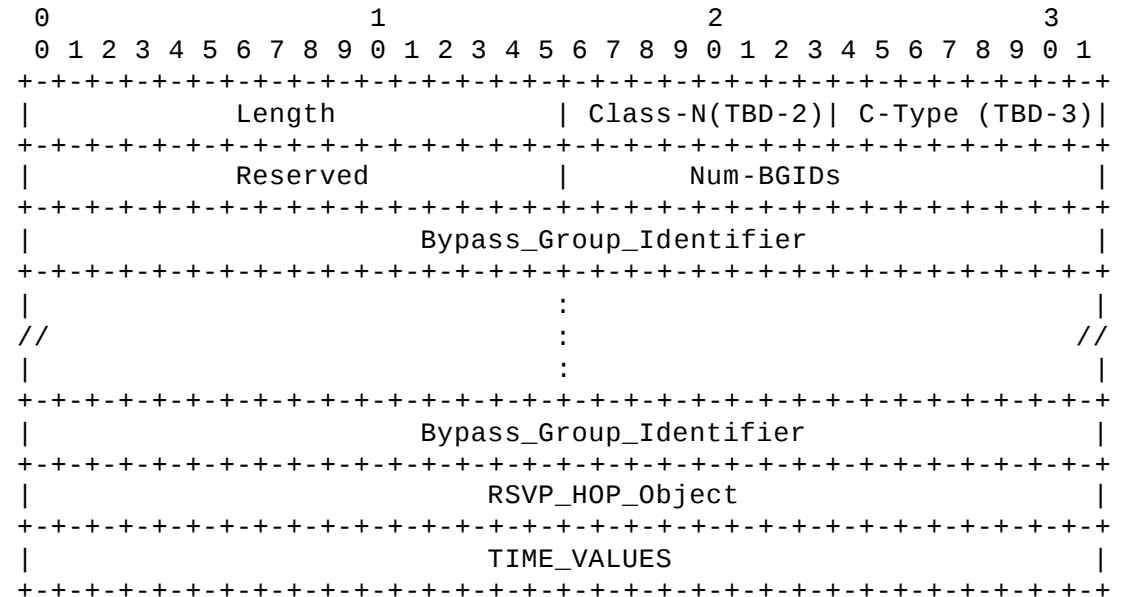 0                   1                   2                   3
 0 1 2 3 4 5 6 7 8 9 0 1 2 3 4 5 6 7 8 9 0 1 2 3 4 5 6 7 8 9 0 1
+-+-+-+-+-+-+-+-+-+-+-+-+-+-+-+-+-+-+-+-+-+-+-+-+-+-+-+-+-+-+-+-+
|            Length             | Class-N(TBD-2)| C-Type (TBD-3)|
+-+-+-+-+-+-+-+-+-+-+-+-+-+-+-+-+-+-+-+-+-+-+-+-+-+-+-+-+-+-+-+-+
|            Reserved           |       Num-BGIDs               |
+-+-+-+-+-+-+-+-+-+-+-+-+-+-+-+-+-+-+-+-+-+-+-+-+-+-+-+-+-+-+-+-+
|                       Bypass_Group_Identifier                 |
+-+-+-+-+-+-+-+-+-+-+-+-+-+-+-+-+-+-+-+-+-+-+-+-+-+-+-+-+-+-+-+-+
|                               :                               |
//                              :                              //
|                               :                               |
+-+-+-+-+-+-+-+-+-+-+-+-+-+-+-+-+-+-+-+-+-+-+-+-+-+-+-+-+-+-+-+-+
|                       Bypass_Group_Identifier                 |
+-+-+-+-+-+-+-+-+-+-+-+-+-+-+-+-+-+-+-+-+-+-+-+-+-+-+-+-+-+-+-+-+
|                           RSVP_HOP_Object                     |
+-+-+-+-+-+-+-+-+-+-+-+-+-+-+-+-+-+-+-+-+-+-+-+-+-+-+-+-+-+-+-+-+
|                           TIME_VALUES                         |
+-+-+-+-+-+-+-+-+-+-+-+-+-+-+-+-+-+-+-+-+-+-+-+-+-+-+-+-+-+-+-+-+